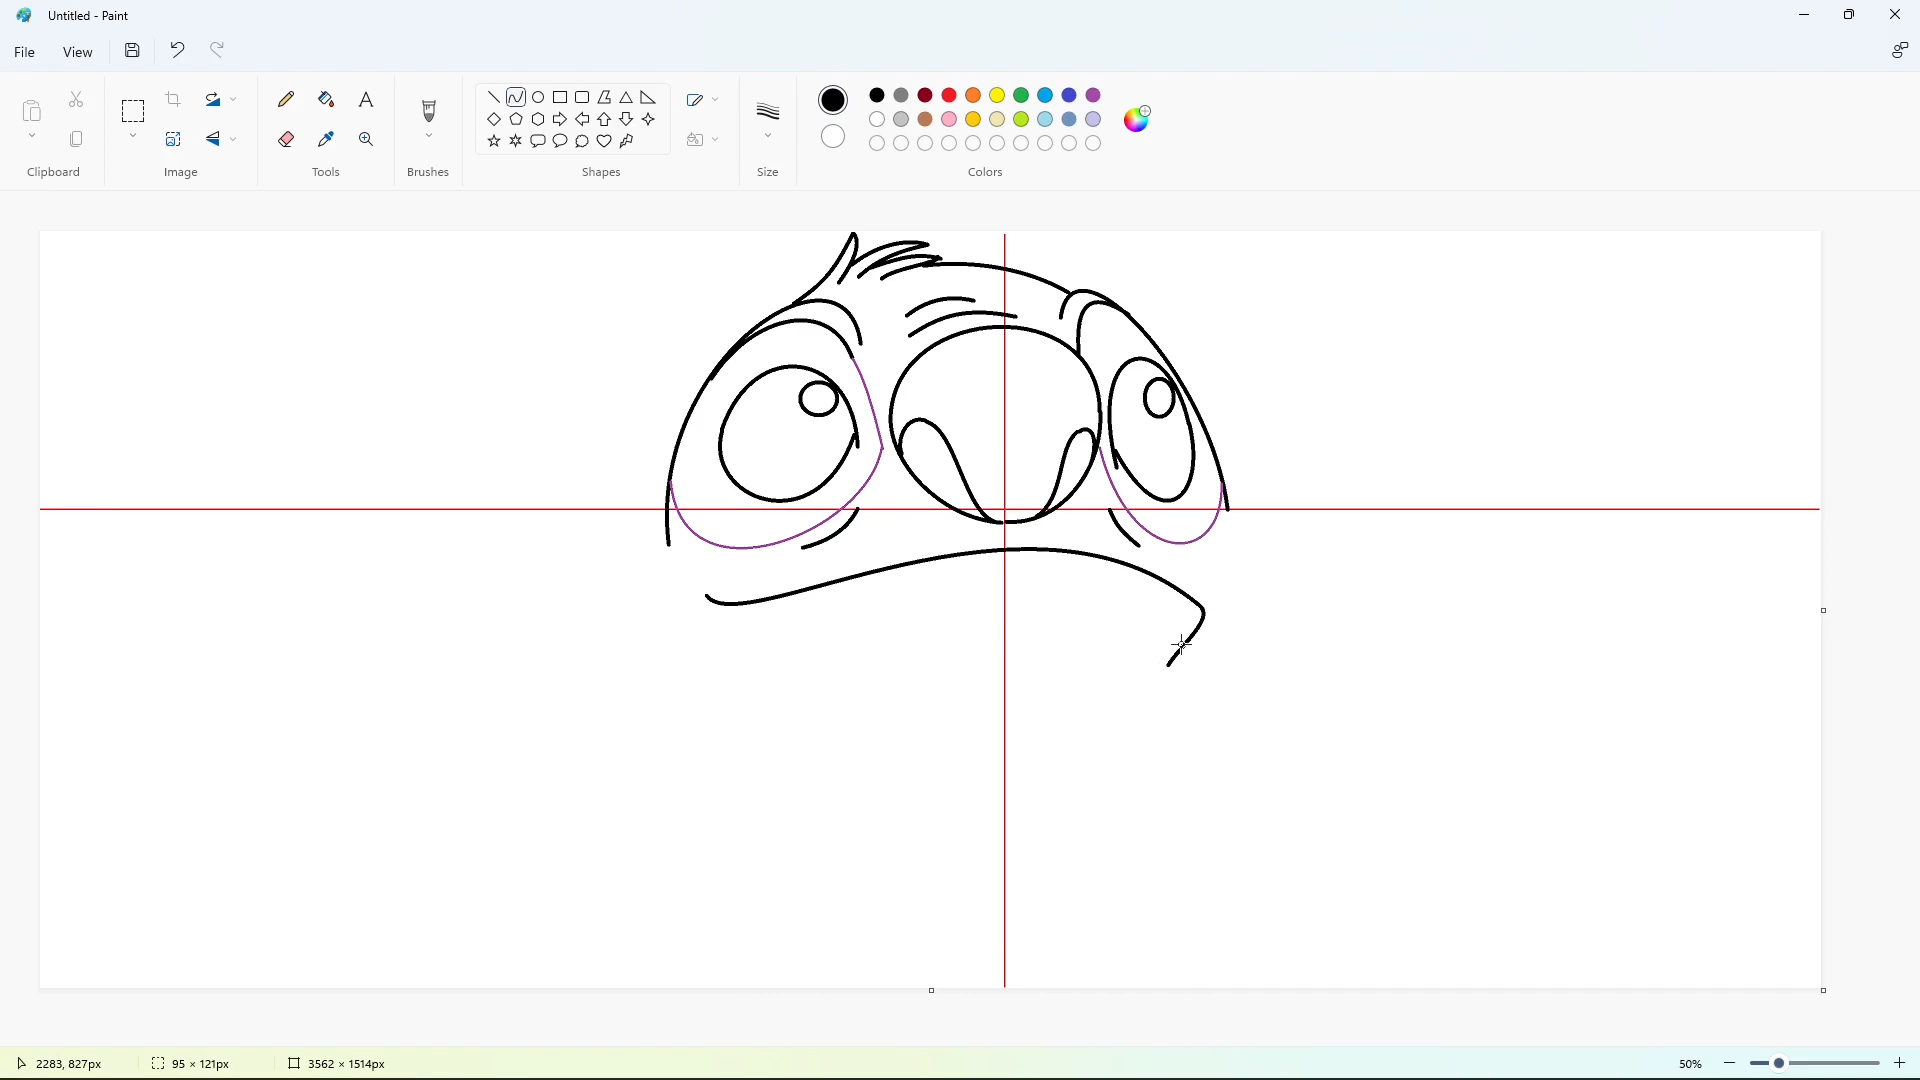 Untitled - Paint
File
View
Clipboard
Image
Tools
Brushes
Shapes
Size
Colors
2283, 827px
95 × 121px
3562 × 1514px
50%